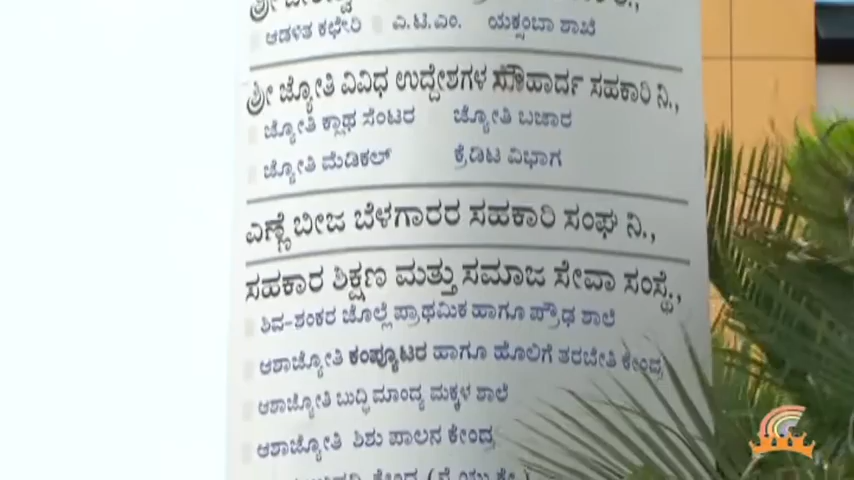 ಶ್ರೀ
ಆಡಳಿತ ಕಛೇರಿ ಎ.ಟಿ.ಎಂ. ಯಕ್ಸಂಬಾ ಶಾಖೆ
ಶ್ರೀ ಜ್ಯೋತಿ ವಿವಿಧ ಉದ್ದೇಶಗಳ ಸೌಹಾರ್ದ ಸಹಕಾರಿ ನಿ.,
ಜ್ಯೋತಿ ಕ್ಲಾಥ ಸೆಂಟರ ಜ್ಯೋತಿ ಬಜಾರ
ಜ್ಯೋತಿ ಮೆಡಿಕಲ್ ಕ್ರೆಡಿಟ ವಿಭಾಗ
ಎಣ್ಣೆ ಬೀಜ ಬೆಳಗಾರರ ಸಹಕಾರಿ ಸಂಘ ನಿ.,
ಸಹಕಾರ ಶಿಕ್ಷಣ ಮತ್ತು ಸಮಾಜ ಸೇವಾ ಸಂಸ್ಥೆ,
ಶಿವ-ಶಂಕರ ಜೊಲ್ಲೆ ಪ್ರಾಥಮಿಕ ಹಾಗೂ ಪ್ರೌಢ ಶಾಲೆ
ಆಶಾಜ್ಯೋತಿ ಕಂಪ್ಯೂಟರ ಹಾಗೂ ಹೊಲಿಗೆ ತರಬೇತಿ ಕೇಂದ್ರ
ಆಶಾಜ್ಯೋತಿ ಬುದ್ಧಿಮಾಂದ್ಯ ಮಕ್ಕಳ ಶಾಲೆ
ಆಶಾಜ್ಯೋತಿ ಶಿಶು ಪಾಲನ ಕೇಂದ್ರ